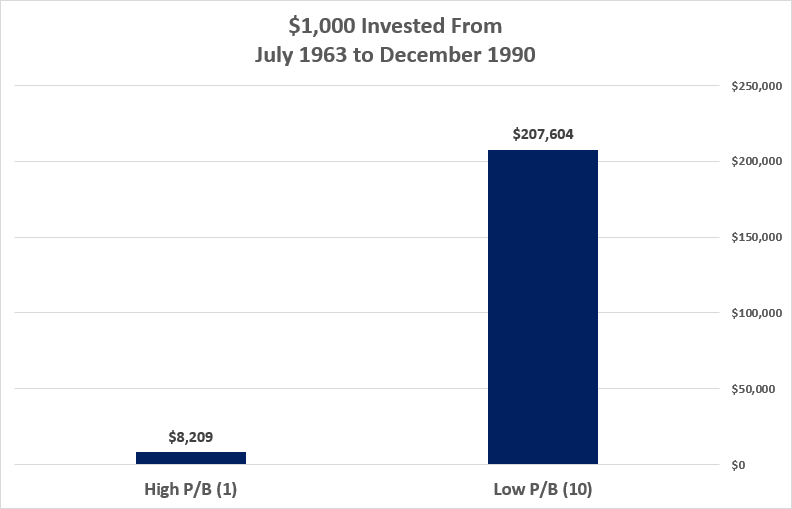 $1,000 Invested From
July 1963 to December 1990
$250,000
$207,604
$200,000
$150,000
$100,000
$50,000
$8,209
$0
High P/B (1)
Low P/B (10)